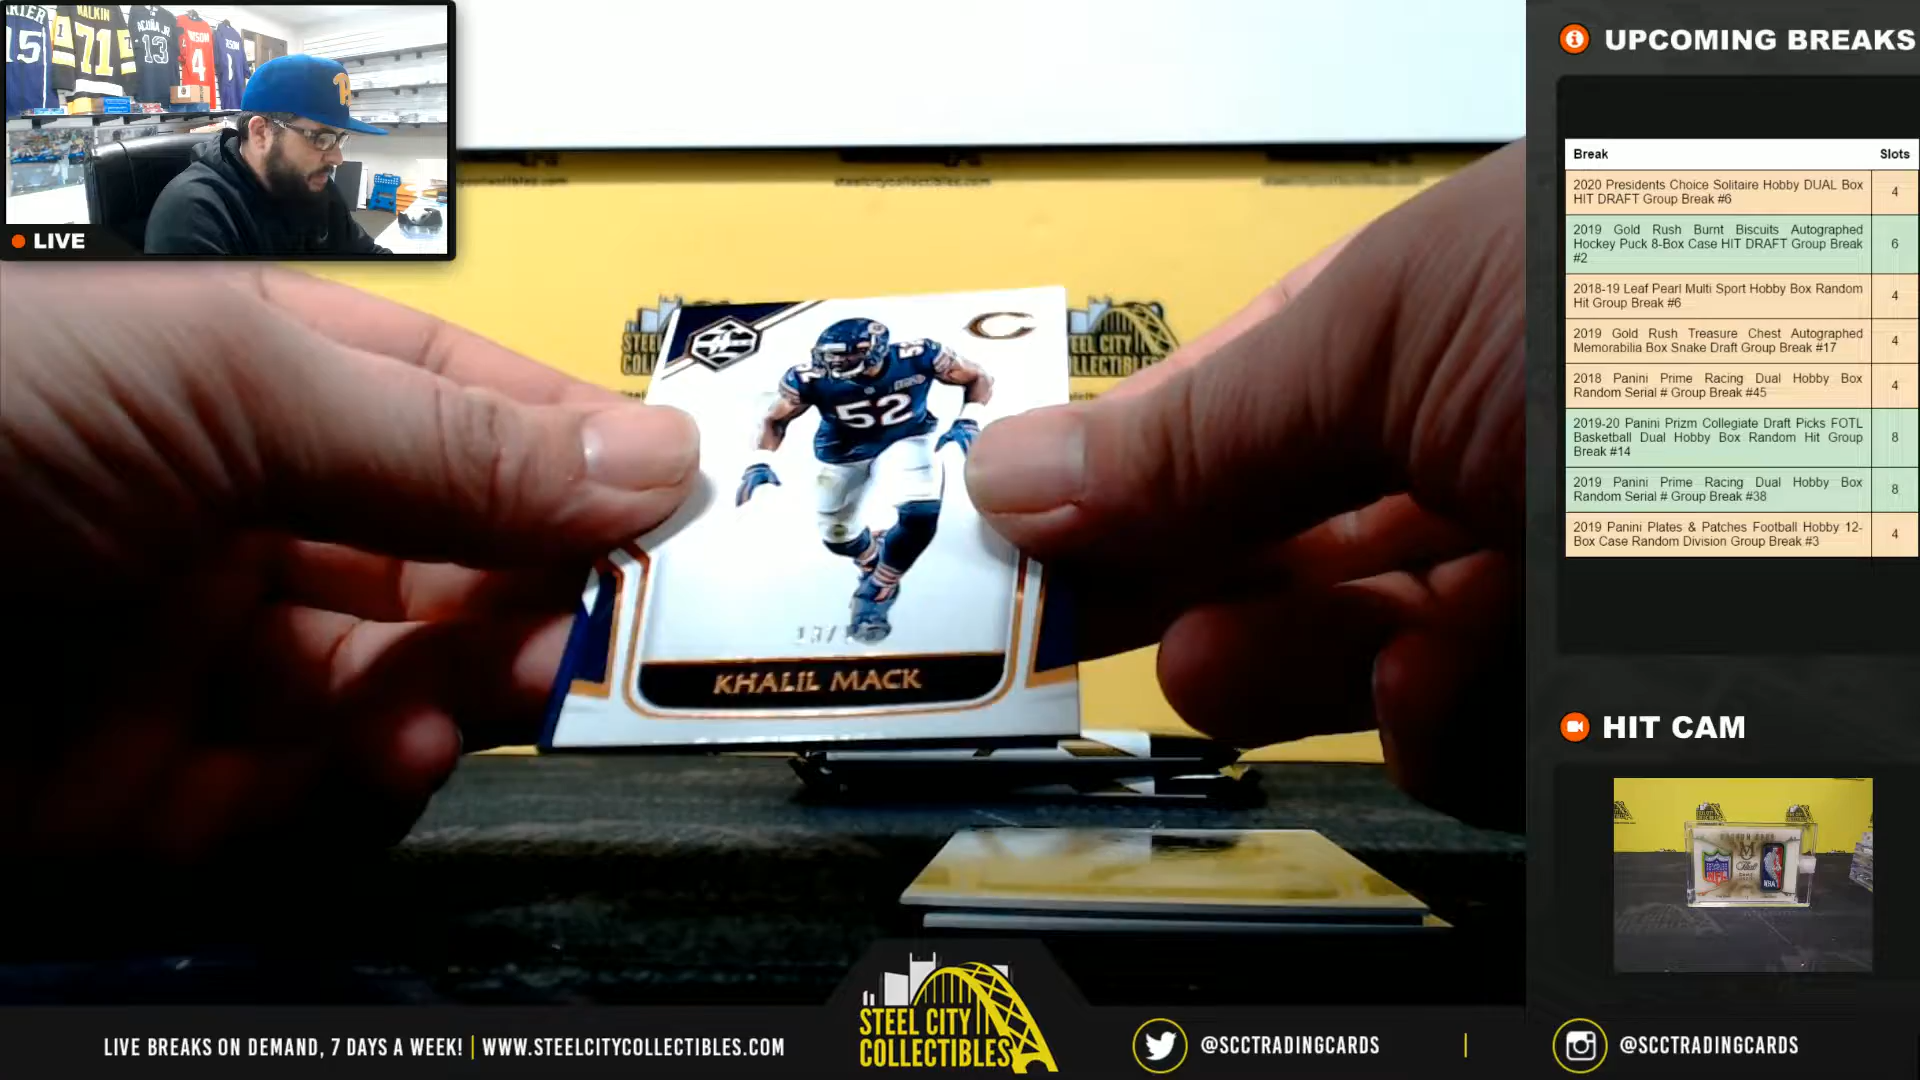 UPCOMING BREAKS
Break Slots
2020 Presidents Choice Solitaire Hobby DUAL Box
HIT DRAFT Group Break #6
4
2019 Gold Rush Burnt Biscuits Autographed
Hockey Puck 8-Box Case HIT DRAFT Group Break
#2
6
2018-19 Leaf Pearl Multi Sport Hobby Box Random
Hit Group Break #6
4
2019 Gold Rush Treasure Chest Autographed
Memorabilia Box Snake Draft Group Break #17
4
2018 Panini Prime Racing Dual Hobby Box
Random Serial # Group Break #45
4
2019-20 Panini Prizm Collegiate Draft Picks FOTL
Basketball Dual Hobby Box Random Hit Group
Break #14
8
2019 Panini Prime Racing Dual Hobby Box
Random Serial # Group Break #38
8
2019 Panini Plates & Patches Football Hobby 12-
Box Case Random Division Group Break #3
4
HIT CAM
NFL
NBA
71
13
4
LIVE
52
KHALIL MACK
STEEL CITY
COLLECTIBLES
LIVE BREAKS ON DEMAND, 7 DAYS A WEEK! | WWW.STEELCITYCOLLECTIBLES.COM
@SCCTRADINGCARDS
@SCCTRADINGCARDS